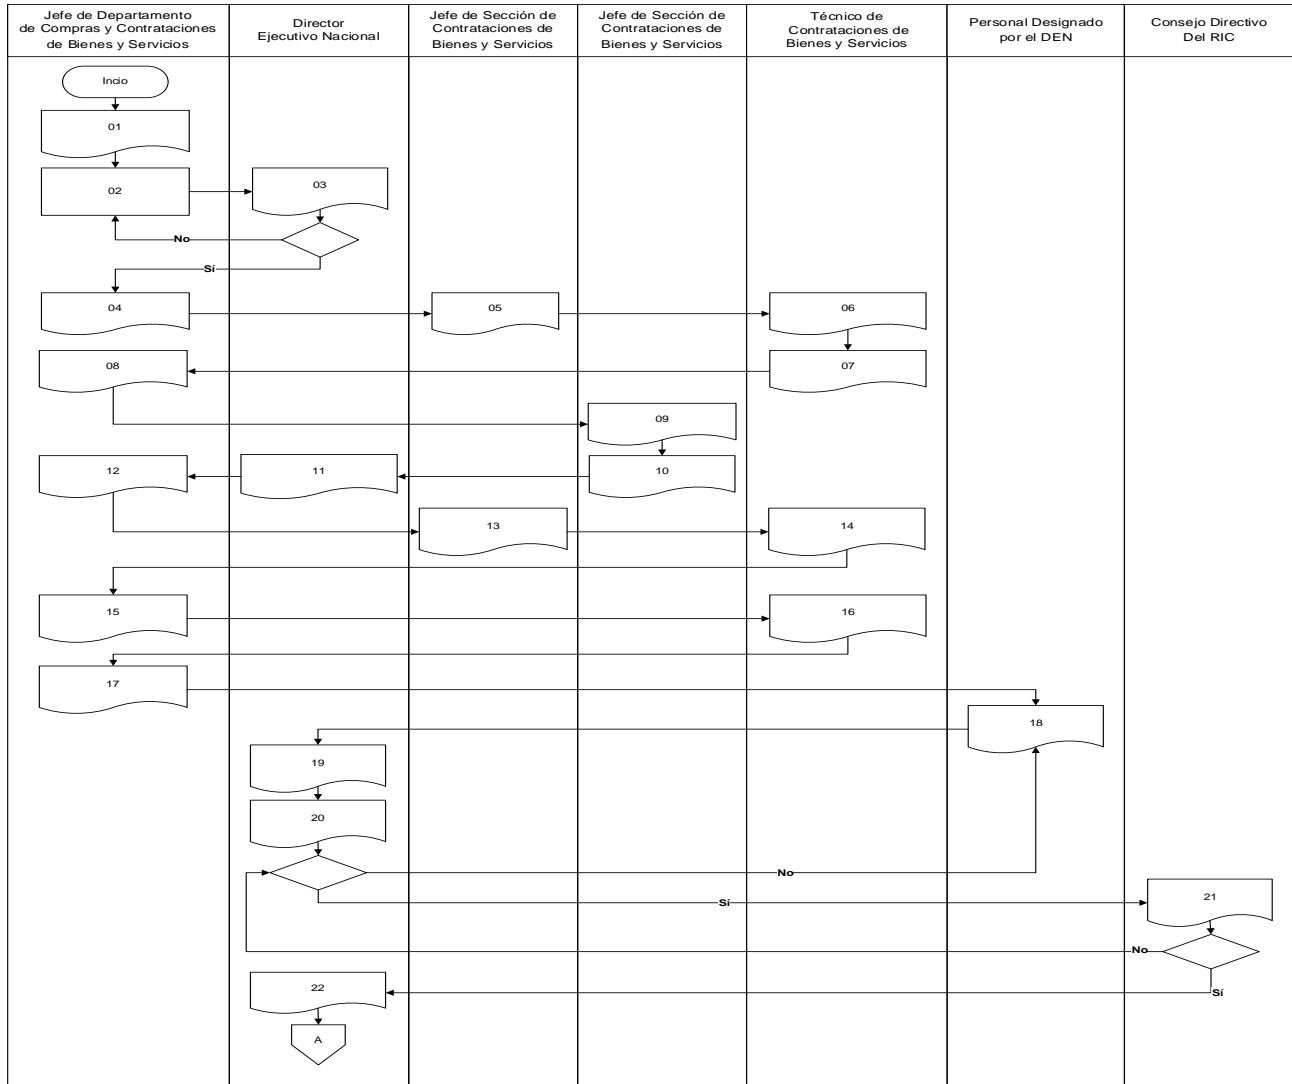 Jefe de Departamento
de Compras y Contrataciones
de Bienes y Servicios
Director
Ejecutivo Nacional
Jefe de Sección de
Contrataciones de
Bienes y Servicios
Jefe de Sección de
Contrataciones de
Bienes y Servicios
Técnico de
Contrataciones de
Bienes y Servicios
Personal Designado
por el DEN
Consejo Directivo
Del RIC
Incio
01
02
03
No
Sí
04
05
06
08
07
09
12
11
10
13
14
15
16
17
18
19
20
No
Sí
21
No
22
Sí
A